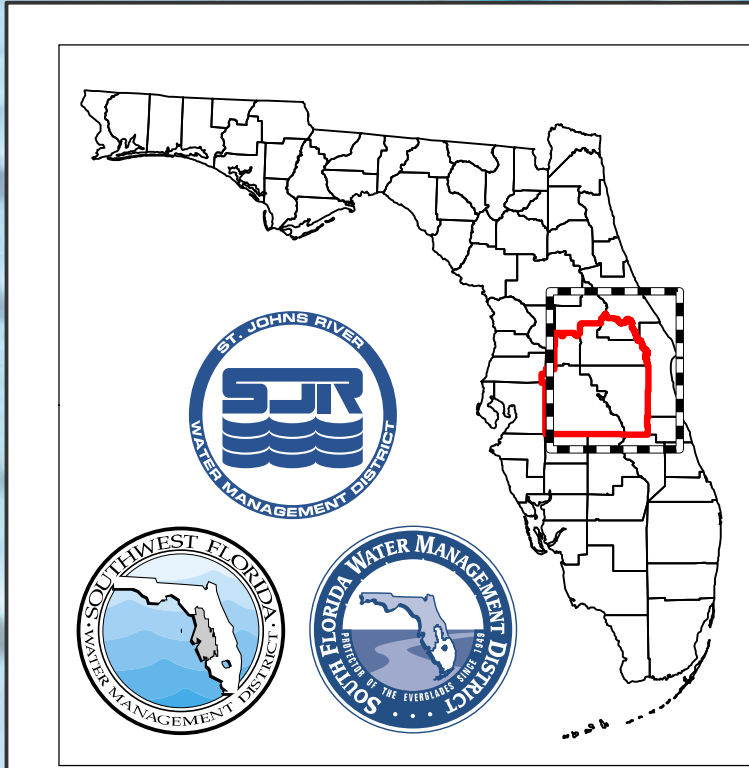 ST. JOHNS RIVER
SJR
WATER MANAGEMENT DISTRICT
SOUTHWEST FLORIDA
WATER MANAGEMENT DISTRICT
SOUTH FLORIDA WATER MANAGEMENT DISTRICT
PROTECTOR OF THE EVERGLADES SINCE 1949